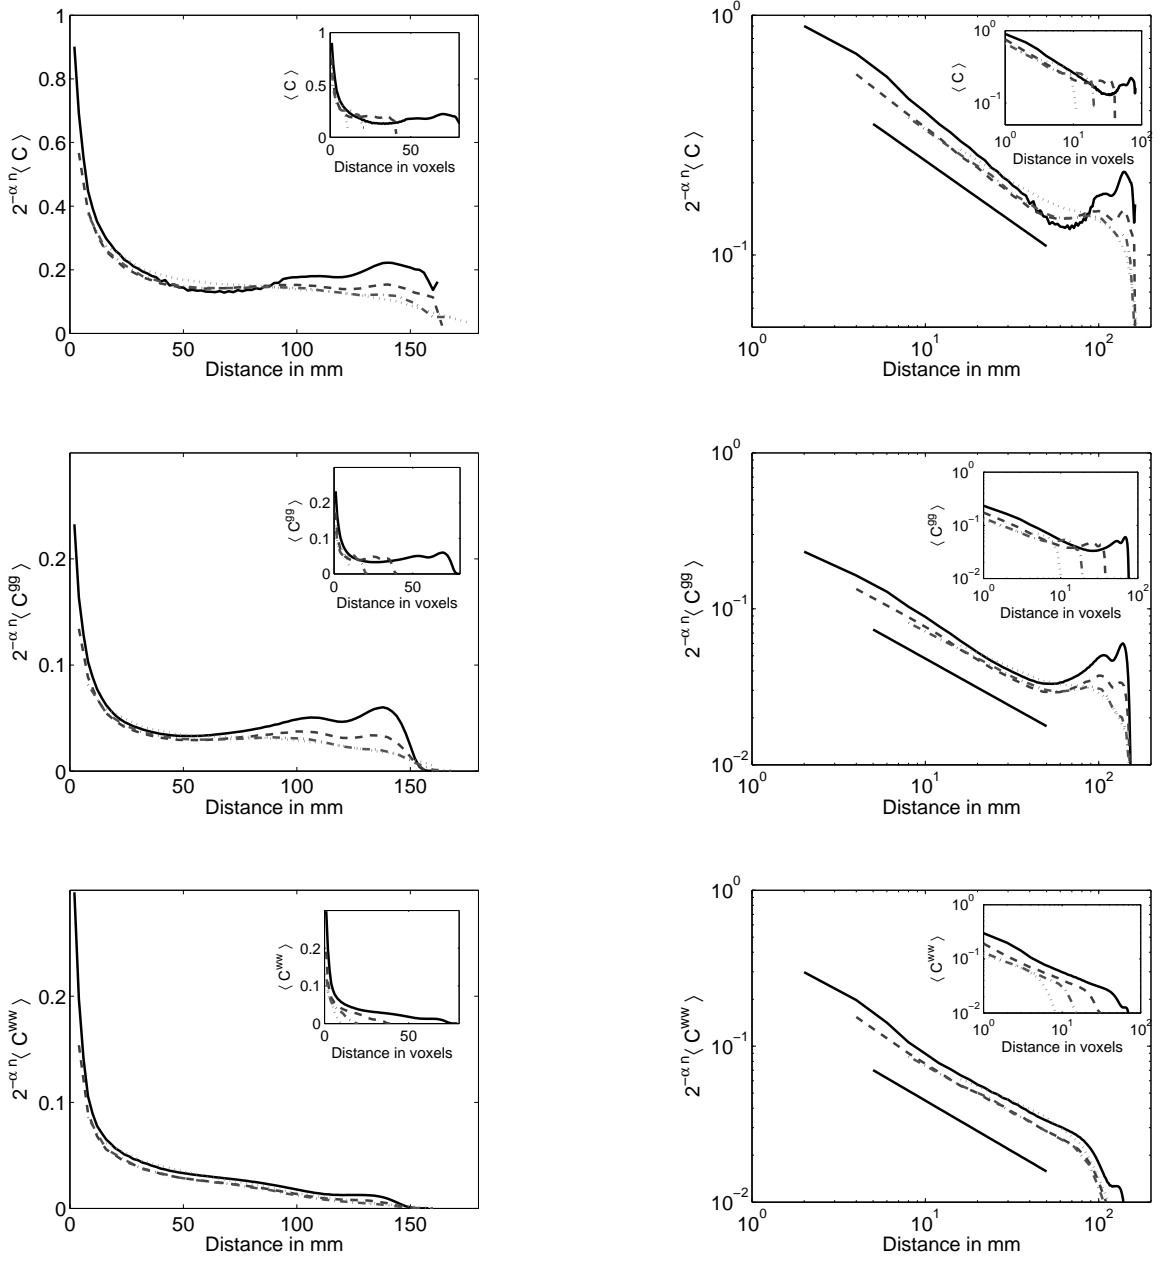 1
0.8
0.6
0.4
0.2
0
0 50 100 150
Distance in mm
2^{-α n}⟨ C ⟩
1
0.5
0
0 50
Distance in voxels
⟨ C ⟩
10^0
10^{-1}
10^0 10^1 10^2
Distance in mm
2^{-α n}⟨ C ⟩
10^0
10^{-1}
10^0 10^1 10^2
Distance in voxels
⟨ C ⟩
0.2
0.1
0
0 50 100 150
Distance in mm
2^{-α n}⟨ C^{gg} ⟩
0.2
0.1
0
0 50
Distance in voxels
⟨ C^{gg} ⟩
10^0
10^{-1}
10^{-2}
10^0 10^1 10^2
Distance in mm
2^{-α n}⟨ C^{gg} ⟩
10^0
10^{-1}
10^{-2}
10^0 10^1 10^2
Distance in voxels
⟨ C^{gg} ⟩
0.2
0.1
0
0 50 100 150
Distance in mm
2^{-α n}⟨ C^{ww} ⟩
0.2
0.1
0
0 50
Distance in voxels
⟨ C^{ww} ⟩
10^0
10^{-1}
10^{-2}
10^0 10^1 10^2
Distance in mm
2^{-α n}⟨ C^{ww} ⟩
10^0
10^{-1}
10^{-2}
10^0 10^1 10^2
Distance in voxels
⟨ C^{ww} ⟩